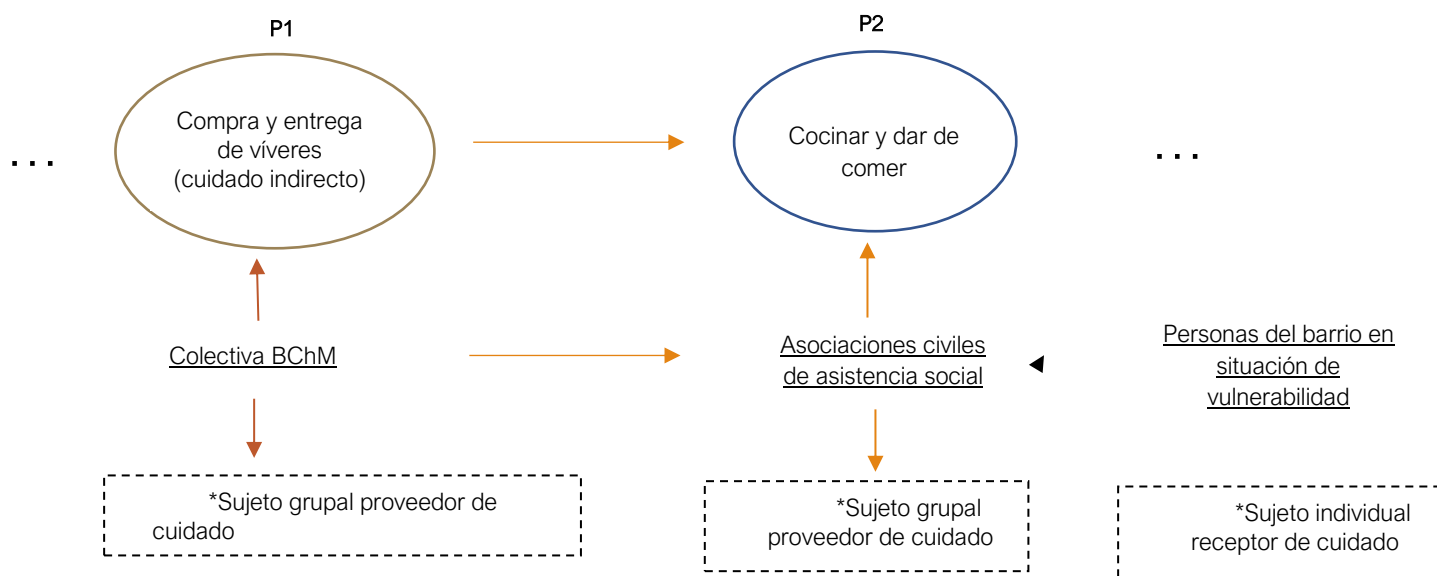 P1
P2
Compra y entrega
de víveres
(cuidado indirecto)
Cocinar y dar de
comer
...
...
Colectiva BChM
Asociaciones civiles
de asistencia social
Personas del barrio en
situación de
vulnerabilidad
*Sujeto grupal proveedor de
cuidado
*Sujeto grupal
proveedor de cuidado
*Sujeto individual
receptor de cuidado